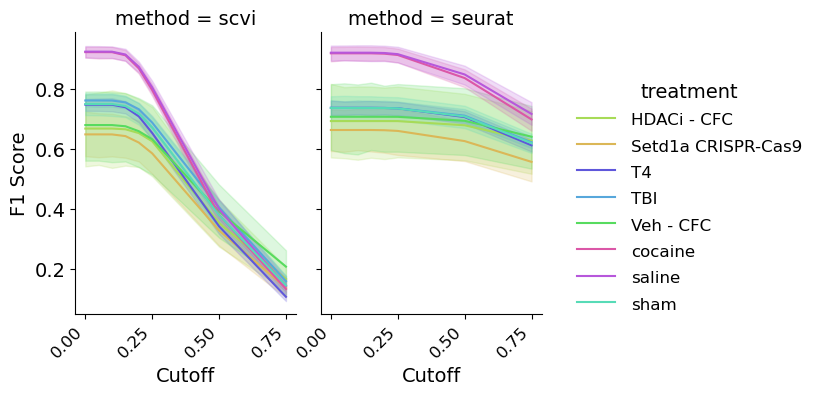 method = scvi
method = seurat
F1 Score
0.8
0.6
0.4
0.2
0.00
0.25
0.50
0.75
Cutoff
0.00
0.25
0.50
0.75
Cutoff
treatment
HDACi - CFC
Setd1a CRISPR-Cas9
T4
TBI
Veh - CFC
cocaine
saline
sham